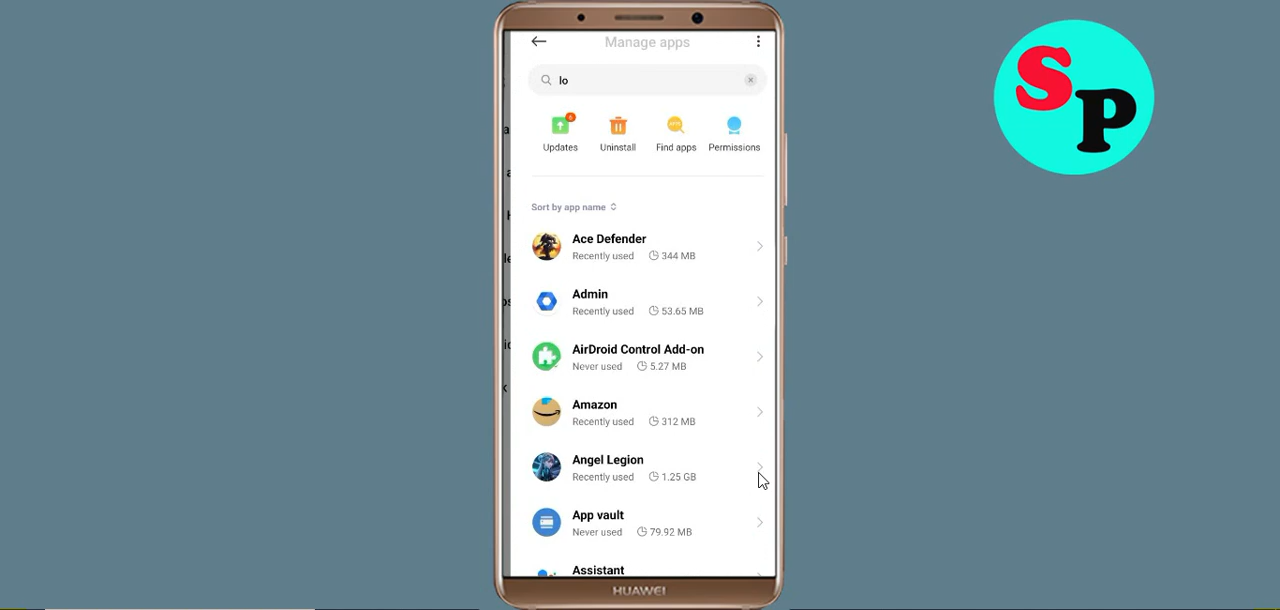 Manage apps
lo
6
Updates
Uninstall
Find apps
Permissions
Sort by app name
Ace Defender
Recently used 344 MB
Admin
Recently used 53.65 MB
AirDroid Control Add-on
Never used 5.27 MB
Amazon
Recently used 312 MB
Angel Legion
Recently used 1.25 GB
App vault
Never used 79.92 MB
Assistant
HUAWEI
SP